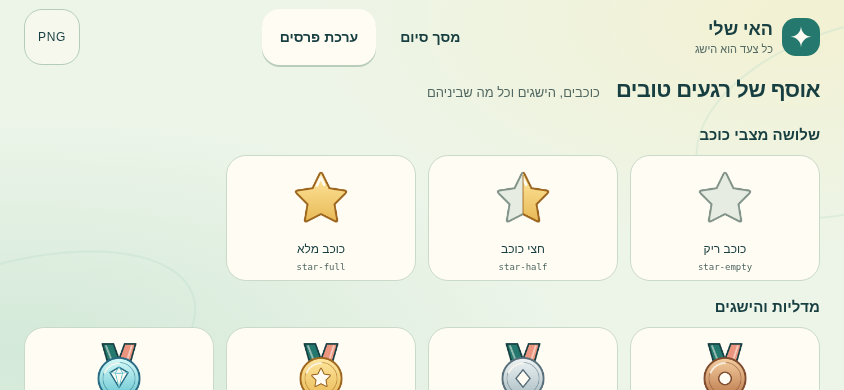 האי שלי
כל צעד הוא הישג
מסך סיום
ערכת פרסים
PNG
אוסף של רגעים טובים
כוכבים, הישגים וכל מה שביניהם
שלושה מצבי כוכב
כוכב ריק
star-empty
חצי כוכב
star-half
כוכב מלא
star-full
מדליות והישגים